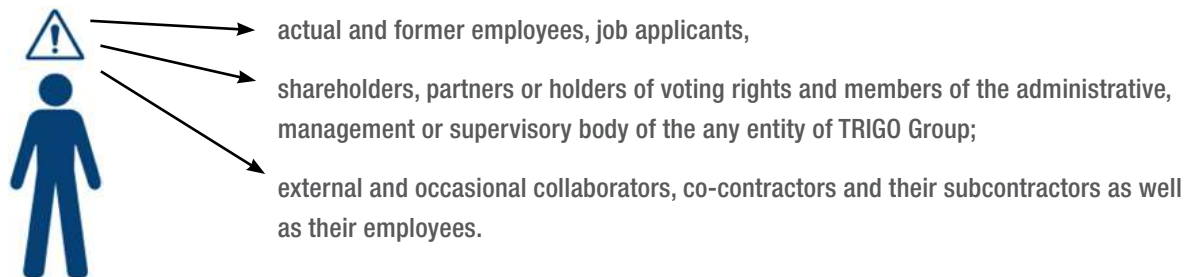 actual and former employees, job applicants,
shareholders, partners or holders of voting rights and members of the administrative,
management or supervisory body of the any entity of TRIGO Group;
external and occasional collaborators, co-contractors and their subcontractors as well
as their employees.